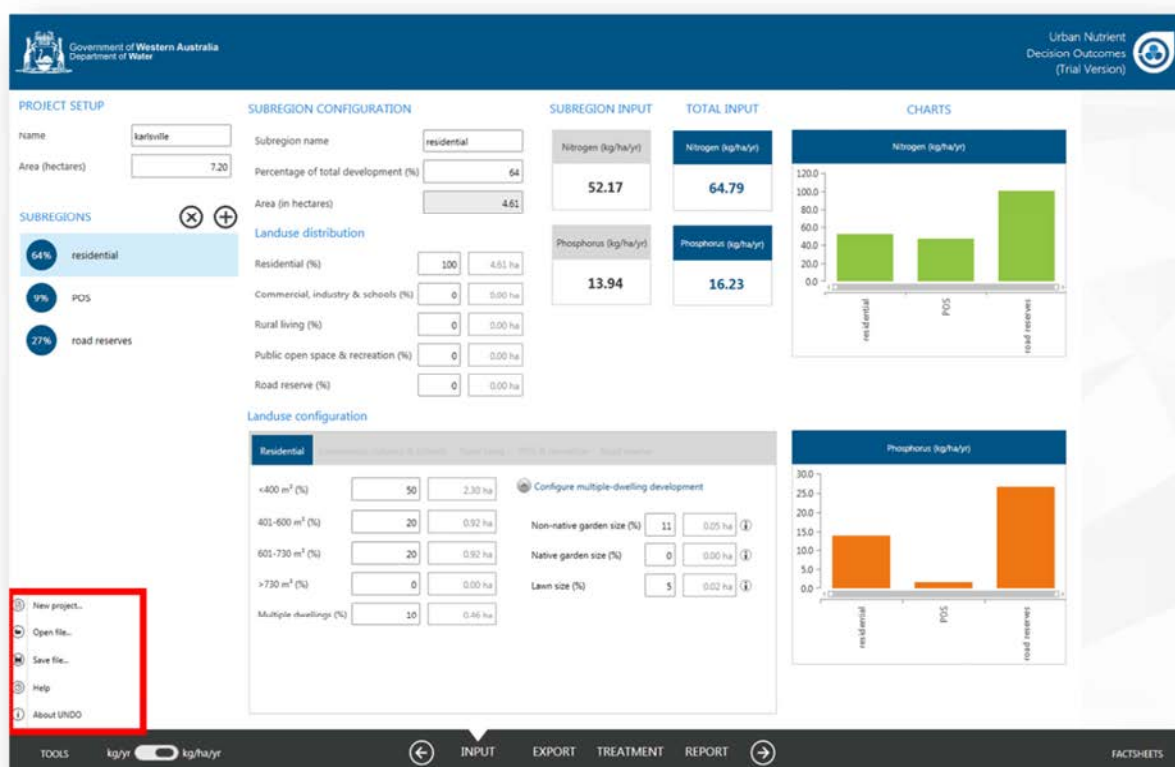 Government of Western Australia
Department of Water
Urban Nutrient
Decision Outcomes
(Trial Version)
PROJECT SETUP
Name
karlsville
Area (hectares)
7.20
SUBREGIONS
64% residential
9% POS
27% road reserves
SUBREGION CONFIGURATION
Subregion name
residential
Percentage of total development (%)
64
Area (in hectares)
4.61
Landuse distribution
Residential (%) 100 4.61 ha
Commercial, industry & schools (%) 0 0.00 ha
Rural living (%) 0 0.00 ha
Public open space & recreation (%) 0 0.00 ha
Road reserve (%) 0 0.00 ha
SUBREGION INPUT
Nitrogen (kg/ha/yr)
52.17
Phosphorus (kg/ha/yr)
13.94
TOTAL INPUT
Nitrogen (kg/ha/yr)
64.79
Phosphorus (kg/ha/yr)
16.23
CHARTS
Nitrogen (kg/ha/yr)
120.0
100.0
80.0
60.0
40.0
20.0
0.0
residential
POS
road reserves
Landuse configuration
Residential
<400 m² (%) 50 2.30 ha
401-600 m² (%) 20 0.92 ha
601-730 m² (%) 20 0.92 ha
>730 m² (%) 0 0.00 ha
Multiple dwellings (%) 10 0.46 ha
Configure multiple-dwelling development
Non-native garden size (%) 11 0.05 ha
Native garden size (%) 0 0.00 ha
Lawn size (%) 5 0.02 ha
Phosphorus (kg/ha/yr)
30.0
25.0
20.0
15.0
10.0
5.0
0.0
residential
POS
road reserves
New project...
Open file...
Save file...
Help
About UNDO
TOOLS kg/yr kg/ha/yr INPUT EXPORT TREATMENT REPORT FACTSHEETS